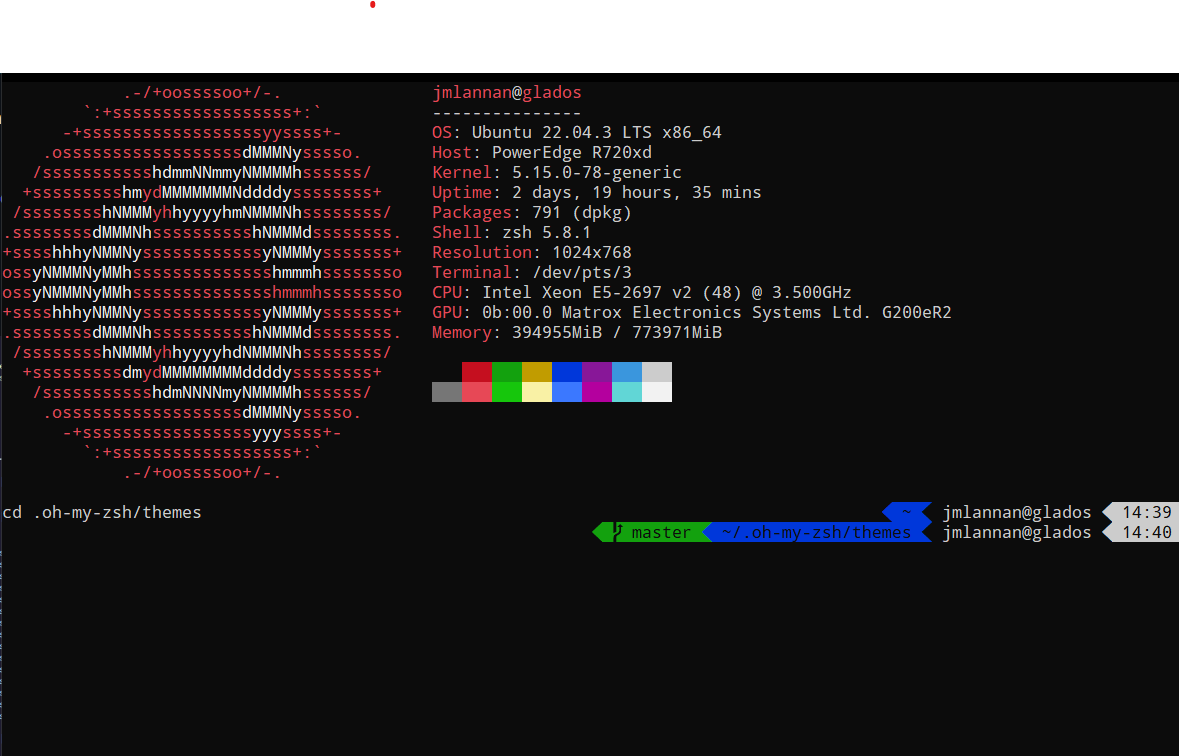 .-/+oossssoo+/-. jmlannan@glados
`:+ssssssssssssssssss+:` ---------------
-+ssssssssssssssssssyyssss+- OS: Ubuntu 22.04.3 LTS x86_64
.ossssssssssssssssssdMMMNysssso. Host: PowerEdge R720xd
/ssssssssssshdmmNNmmyNMMMMhssssss/ Kernel: 5.15.0-78-generic
+ssssssssshmydMMMMMMMNddddyssssssss+ Uptime: 2 days, 19 hours, 35 mins
/sssssssshNMMMyhhyyyyhmNMMMNhssssssss/ Packages: 791 (dpkg)
.ssssssssdMMMNhsssssssssshNMMMdssssssss. Shell: zsh 5.8.1
+sssshhhyNMMNyssssssssssssyNMMMysssssss+ Resolution: 1024x768
ossyNMMMNyMMhsssssssssssssshmmmhssssssso Terminal: /dev/pts/3
ossyNMMMNyMMhsssssssssssssshmmmhssssssso CPU: Intel Xeon E5-2697 v2 (48) @ 3.500GHz
+sssshhhyNMMNyssssssssssssyNMMMysssssss+ GPU: 0b:00.0 Matrox Electronics Systems Ltd. G200eR2
.ssssssssdMMMNhsssssssssshNMMMdssssssss. Memory: 394955MiB / 773971MiB
/sssssssshNMMMyhhyyyyhdNMMMNhssssssss/
+sssssssssdmydMMMMMMMMddddyssssssss+
/ssssssssssshdmNNNNmyNMMMMhssssss/
.ossssssssssssssssssdMMMNysssso.
-+sssssssssssssssssyyyssss+-
`:+ssssssssssssssssss+:`
.-/+oossssoo+/-.
cd .oh-my-zsh/themes ~ jmlannan@glados 14:39
master ~/.oh-my-zsh/themes jmlannan@glados 14:40